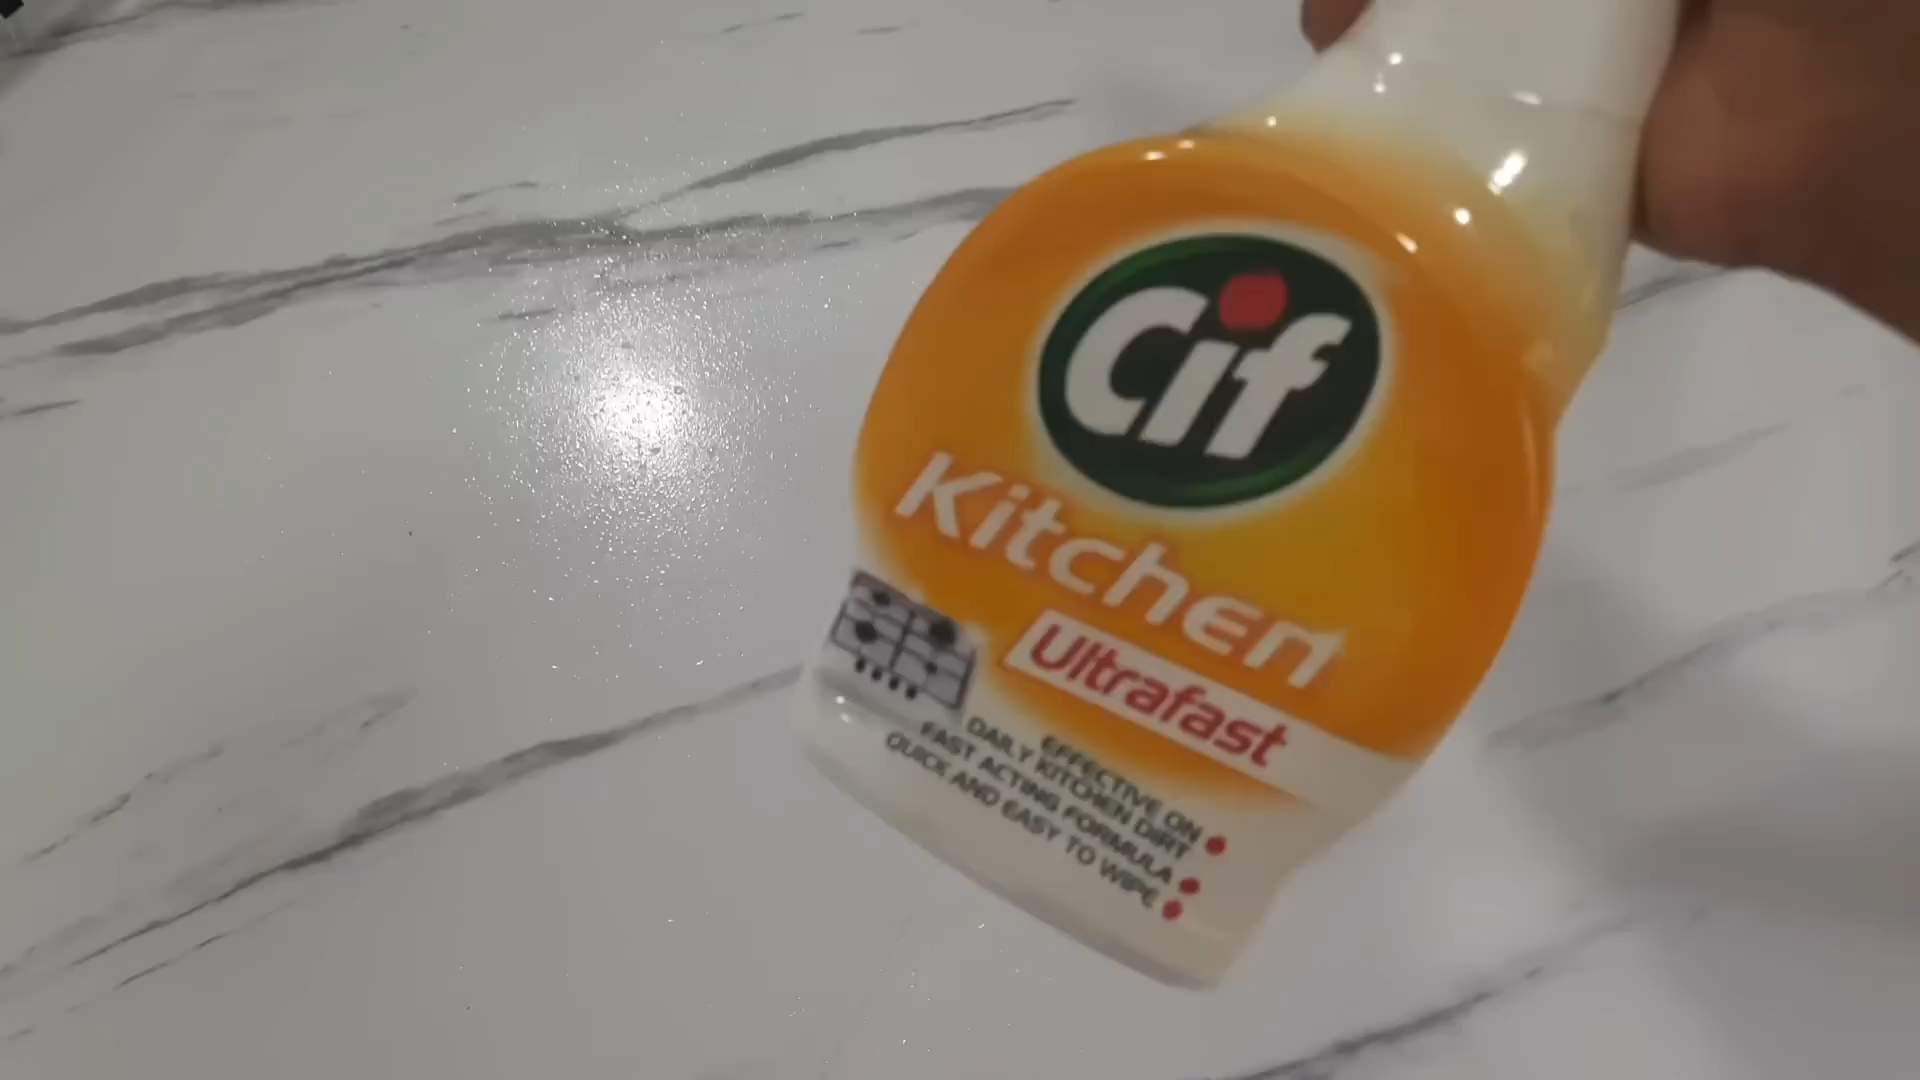 Cif
Kitchen
Ultrafast
EFFECTIVE ON
DAILY KITCHEN DIRT
FAST ACTING FORMULA
QUICK AND EASY TO WIPE